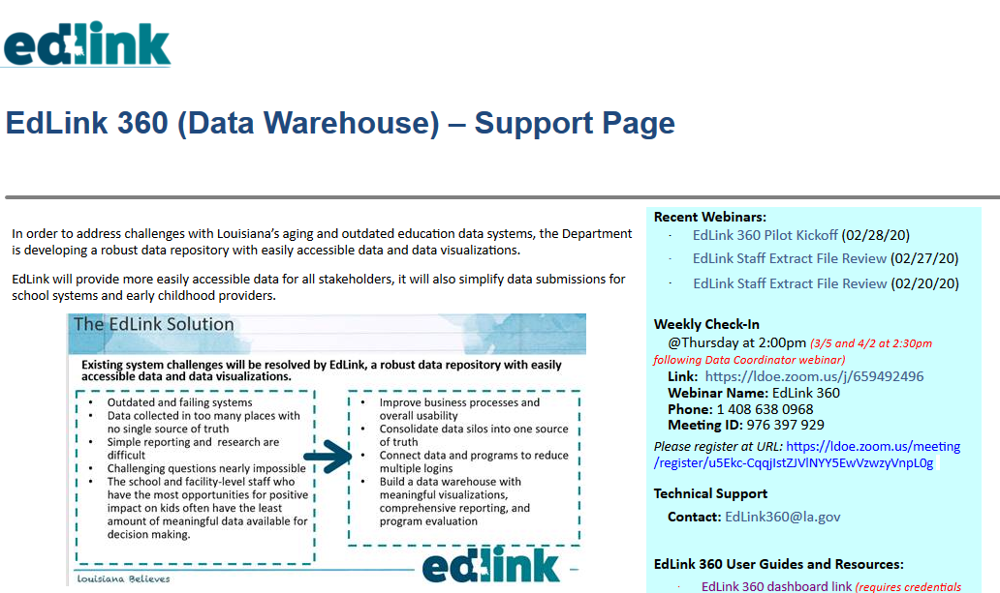 edlink
EdLink 360 (Data Warehouse) – Support Page
In order to address challenges with Louisiana's aging and outdated education data systems, the Department
is developing a robust data repository with easily accessible data and data visualizations.
EdLink will provide more easily accessible data for all stakeholders, it will also simplify data submissions for
school systems and early childhood providers.
The EdLink Solution
Existing system challenges will be resolved by EdLink, a robust data repository with easily
accessible data and data visualizations.
• Outdated and failing systems
• Data collected in too many places with
no single source of truth
• Simple reporting and research are
difficult
• Challenging questions nearly impossible
• The school and facility-level staff who
have the most opportunities for positive
impact on kids often have the least
amount of meaningful data available for
decision making.
• Improve business processes and
overall usability
• Consolidate data silos into one source
of truth
• Connect data and programs to reduce
multiple logins
• Build a data warehouse with
meaningful visualizations,
comprehensive reporting, and
program evaluation
Louisiana Believes
edlink
Recent Webinars:
· EdLink 360 Pilot Kickoff (02/28/20)
· EdLink Staff Extract File Review (02/27/20)
· EdLink Staff Extract File Review (02/20/20)
Weekly Check-In
@Thursday at 2:00pm (3/5 and 4/2 at 2:30pm
following Data Coordinator webinar)
Link: https://ldoe.zoom.us/j/659492496
Webinar Name: EdLink 360
Phone: 1 408 638 0968
Meeting ID: 976 397 929
Please register at URL: https://ldoe.zoom.us/meeting
/register/u5Ekc-CqqjIstZJVlNYY5EwVzwzyVnpL0g
Technical Support
Contact: EdLink360@la.gov
EdLink 360 User Guides and Resources:
· EdLink 360 dashboard link (requires credentials